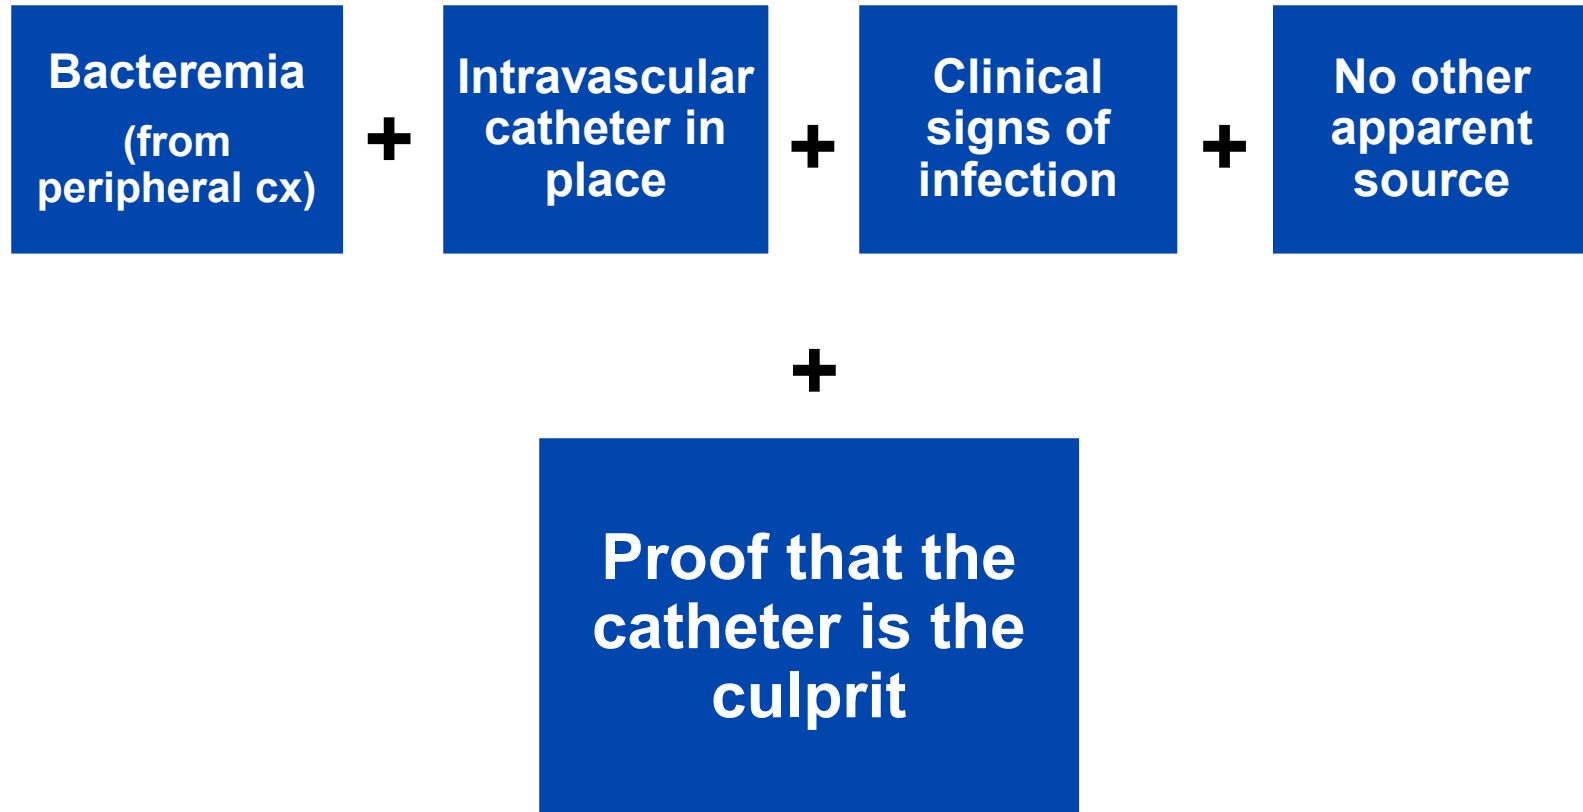 Bacteremia
(from
peripheral cx)
+
Intravascular
catheter in
place
+
Clinical
signs of
infection
+
No other
apparent
source
+
Proof that the
catheter is the
culprit